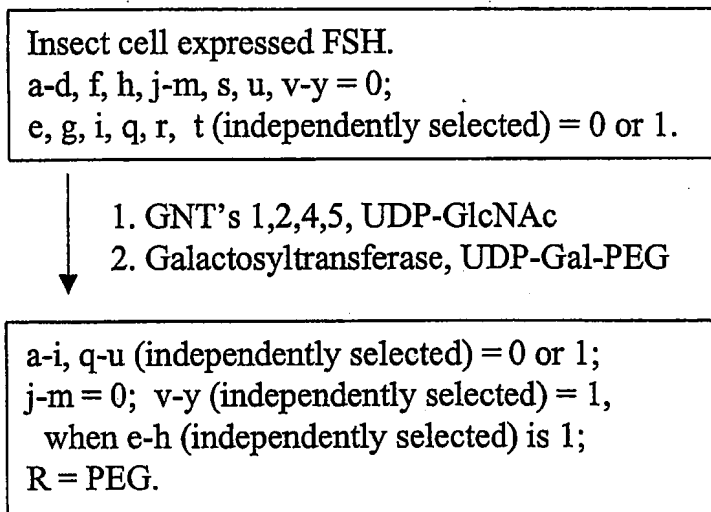 Insect cell expressed FSH.
a-d, f, h, j-m, s, u, v-y = 0;
e, g, i, q, r, t (independently selected) = 0 or 1.
1. GNT's 1,2,4,5, UDP-GlcNAc
2. Galactosyltransferase, UDP-Gal-PEG
a-i, q-u (independently selected) = 0 or 1;
j-m = 0; v-y (independently selected) = 1,
when e-h (independently selected) is 1;
R = PEG.